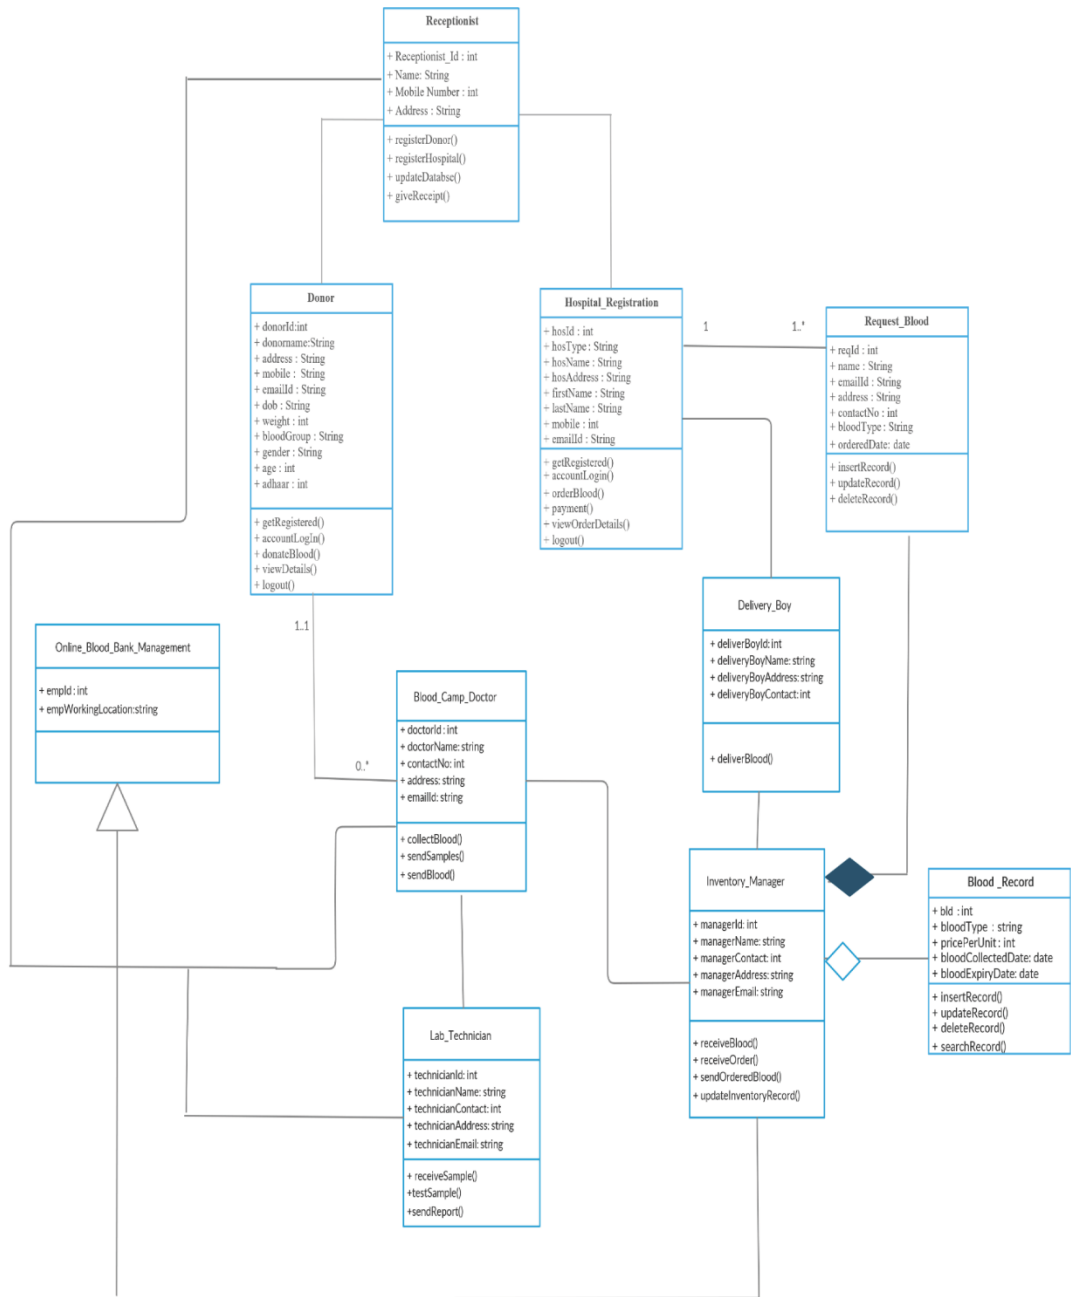 Receptionist
+ Receptionist_Id : int
+ Name: String
+ Mobile Number : int
+ Address : String
+ registerDonor()
+ registerHospital()
+ updateDatabse()
+ giveReceipt()
Donor
+ donorId:int
+ donorname:String
+ address : String
+ mobile : String
+ emailId : String
+ dob : String
+ weight : int
+ bloodGroup : String
+ gender : String
+ age : int
+ adhaar : int
+ getRegistered()
+ accountLogIn()
+ donateBlood()
+ viewDetails()
+ logout()
Hospital_Registration
+ hosId : int
+ hosType : String
+ hosName : String
+ hosAddress : String
+ firstName : String
+ lastName : String
+ mobile : int
+ emailId : String
+ getRegistered()
+ accountLogin()
+ orderBlood()
+ payment()
+ viewOrderDetails()
+ logout()
1
1..*
Request_Blood
+ reqId : int
+ name : String
+ emailId : String
+ address : String
+ contactNo : int
+ bloodType : String
+ orderedDate: date
+ insertRecord()
+ updateRecord()
+ deleteRecord()
Delivery_Boy
+ deliverBoyId: int
+ deliveryBoyName: string
+ deliveryBoyAddress: string
+ deliveryBoyContact: int
+ deliverBlood()
1..1
0..*
Online_Blood_Bank_Management
+ empId : int
+ empWorkingLocation:string
Blood_Camp_Doctor
+ doctorId : int
+ doctorName: string
+ contactNo: int
+ address: string
+ emailId: string
+ collectBlood()
+ sendSamples()
+ sendBlood()
Inventory_Manager
+ managerId: int
+ managerName: string
+ managerContact: int
+ managerAddress: string
+ managerEmail: string
+ receiveBlood()
+ receiveOrder()
+ sendOrderedBlood()
+ updateInventoryRecord()
Blood _Record
+ bId : int
+ bloodType : string
+ pricePerUnit : int
+ bloodCollectedDate: date
+ bloodExpiryDate: date
+ insertRecord()
+ updateRecord()
+ deleteRecord()
+ searchRecord()
Lab_Technician
+ technicianId: int
+ technicianName: string
+ technicianContact: int
+ technicianAddress: string
+ technicianEmail: string
+ receiveSample()
+testSample()
+sendReport()